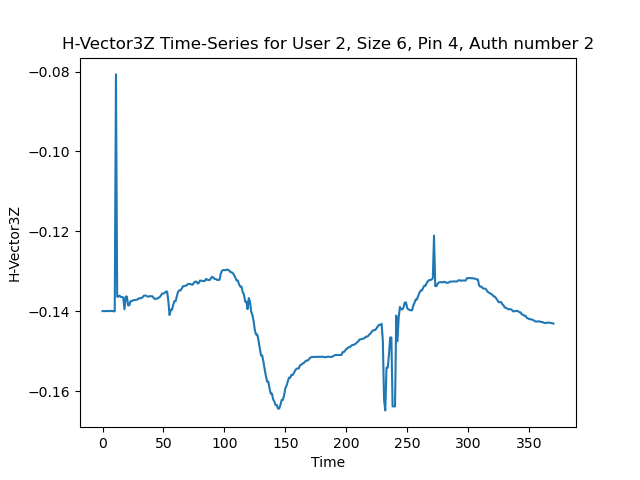 H-Vector3Z Time-Series for User 2, Size 6, Pin 4, Auth number 2
−0.08
−0.10
−0.12
−0.14
−0.16
H-Vector3Z
0 50 100 150 200 250 300 350
Time